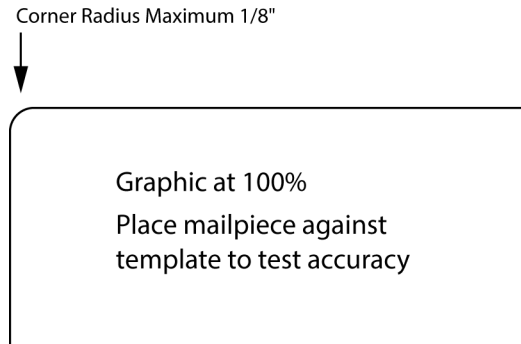 Corner Radius Maximum 1/8"
Graphic at 100%
Place mailpiece against
template to test accuracy